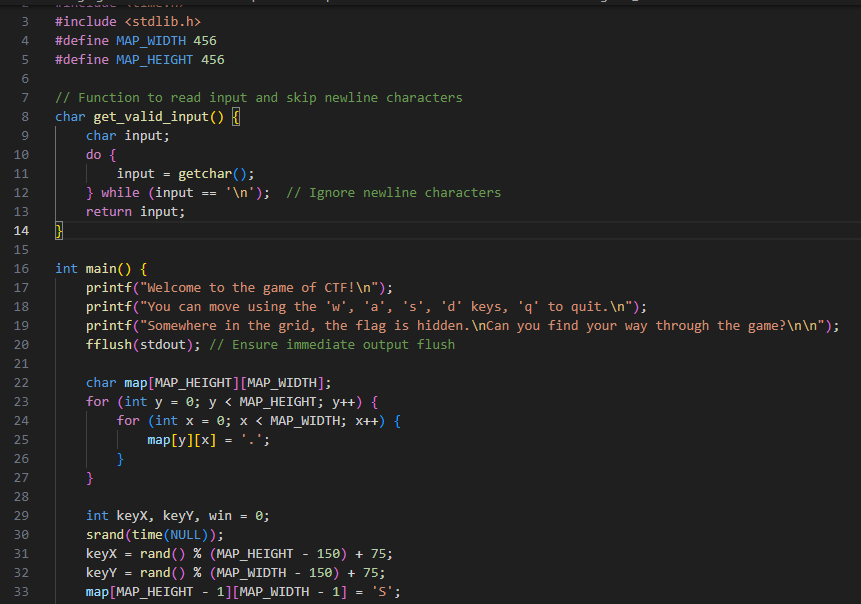 3 #include <stdlib.h>
4 #define MAP_WIDTH 456
5 #define MAP_HEIGHT 456
6
7 // Function to read input and skip newline characters
8 char get_valid_input() {
9     char input;
10     do {
11         input = getchar();
12     } while (input == '\n');  // Ignore newline characters
13     return input;
14 }
15
16 int main() {
17     printf("Welcome to the game of CTF!\n");
18     printf("You can move using the 'w', 'a', 's', 'd' keys, 'q' to quit.\n");
19     printf("Somewhere in the grid, the flag is hidden.\nCan you find your way through the game?\n\n");
20     fflush(stdout); // Ensure immediate output flush
21
22     char map[MAP_HEIGHT][MAP_WIDTH];
23     for (int y = 0; y < MAP_HEIGHT; y++) {
24         for (int x = 0; x < MAP_WIDTH; x++) {
25             map[y][x] = '.';
26         }
27     }
28
29     int keyX, keyY, win = 0;
30     srand(time(NULL));
31     keyX = rand() % (MAP_HEIGHT - 150) + 75;
32     keyY = rand() % (MAP_WIDTH - 150) + 75;
33     map[MAP_HEIGHT - 1][MAP_WIDTH - 1] = 'S';